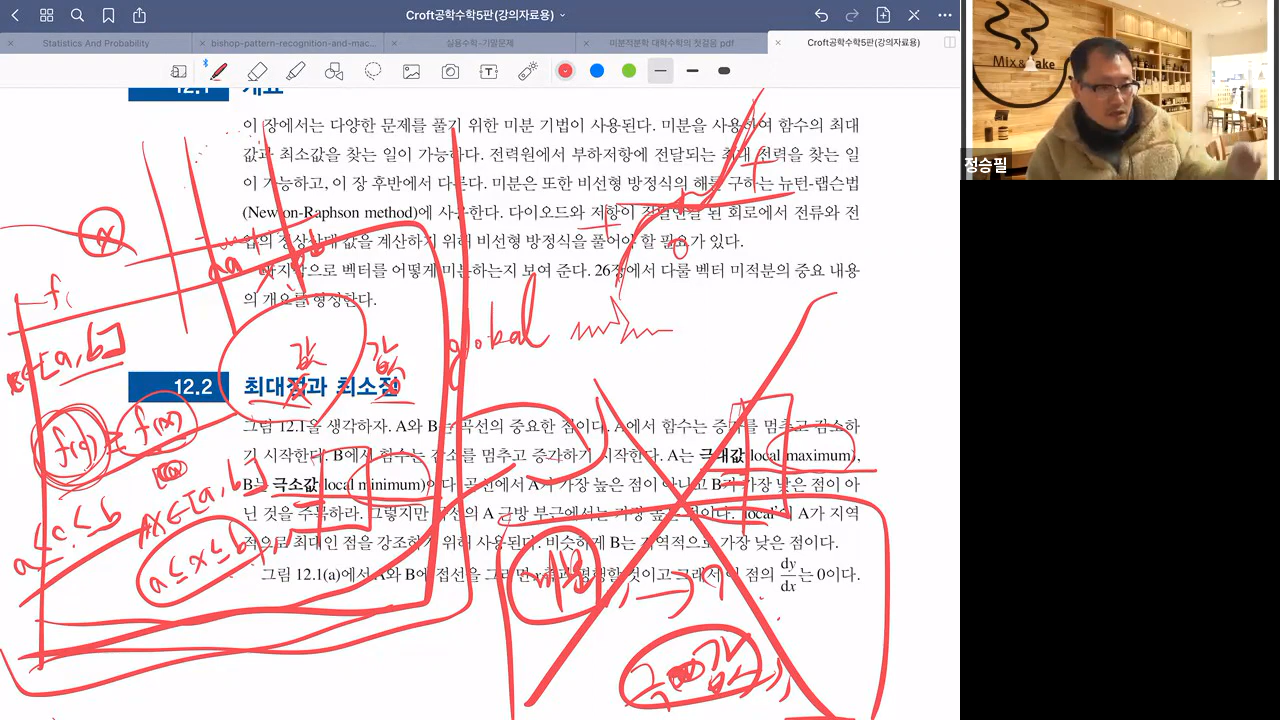 Croft공학수학5판(강의자료용)
Statistics And Probability
bishop-pattern-recognition-and-mac...
실용수학-기말문제
미분적분학 대학수학의 첫걸음.pdf
Croft공학수학5판(강의자료용)
Mix&
정승필
12.1 개요
이 장에서는 다양한 문제를 풀기 위한 미분 기법이 사용된다. 미분을 사용하여 함수의 최대
값과 최소값을 찾는 일이 가능하다. 전력원에서 부하저항에 전달되는 최대 전력을 찾는 일
이 가능하고, 이 장 후반에서 다룬다. 미분은 또한 비선형 방정식의 해를 구하는 뉴턴-랩슨법
(Newton-Raphson method)에 사용한다. 다이오드와 저항이 직렬연결 된 회로에서 전류와 전
압의 정상상태 값을 계산하기 위해 비선형 방정식을 풀어야 할 필요가 있다.
마지막으로 벡터를 어떻게 미분하는지 보여 준다. 26장에서 다룰 벡터 미적분의 중요 내용
의 개요를 형성한다.
global
[a, b]
값 값
12.2 최대점과 최소점
f(x)
그림 12.1을 생각하자. A와 B는 곡선의 중요한 점이다. A에서 함수는 증가를 멈추고 감소하
기 시작한다. B에서 함수는 감소를 멈추고 증가하기 시작한다. A는 극대값(local maximum),
B는 극소값(local minimum)이다. 곡선에서 A가 가장 높은 점이 아니고 B가 가장 낮은 점이 아
닌 것을 주목하라. 그렇지만 곡선의 A 근방 부근에서는 가장 높은 점이다. 'local'이 A가 지역
적으로 최대인 점을 강조하기 위해 사용된다. 비슷하게 B는 지역적으로 가장 낮은 점이다.
그림 12.1(a)에서 A와 B에 접선을 그리면 x축과 평행할 것이고 그래서 이 점의 dy/dx는 0이다.
a ≤ c ≤ b
∀x∈[a, b]
a ≤ x ≤ b
미분